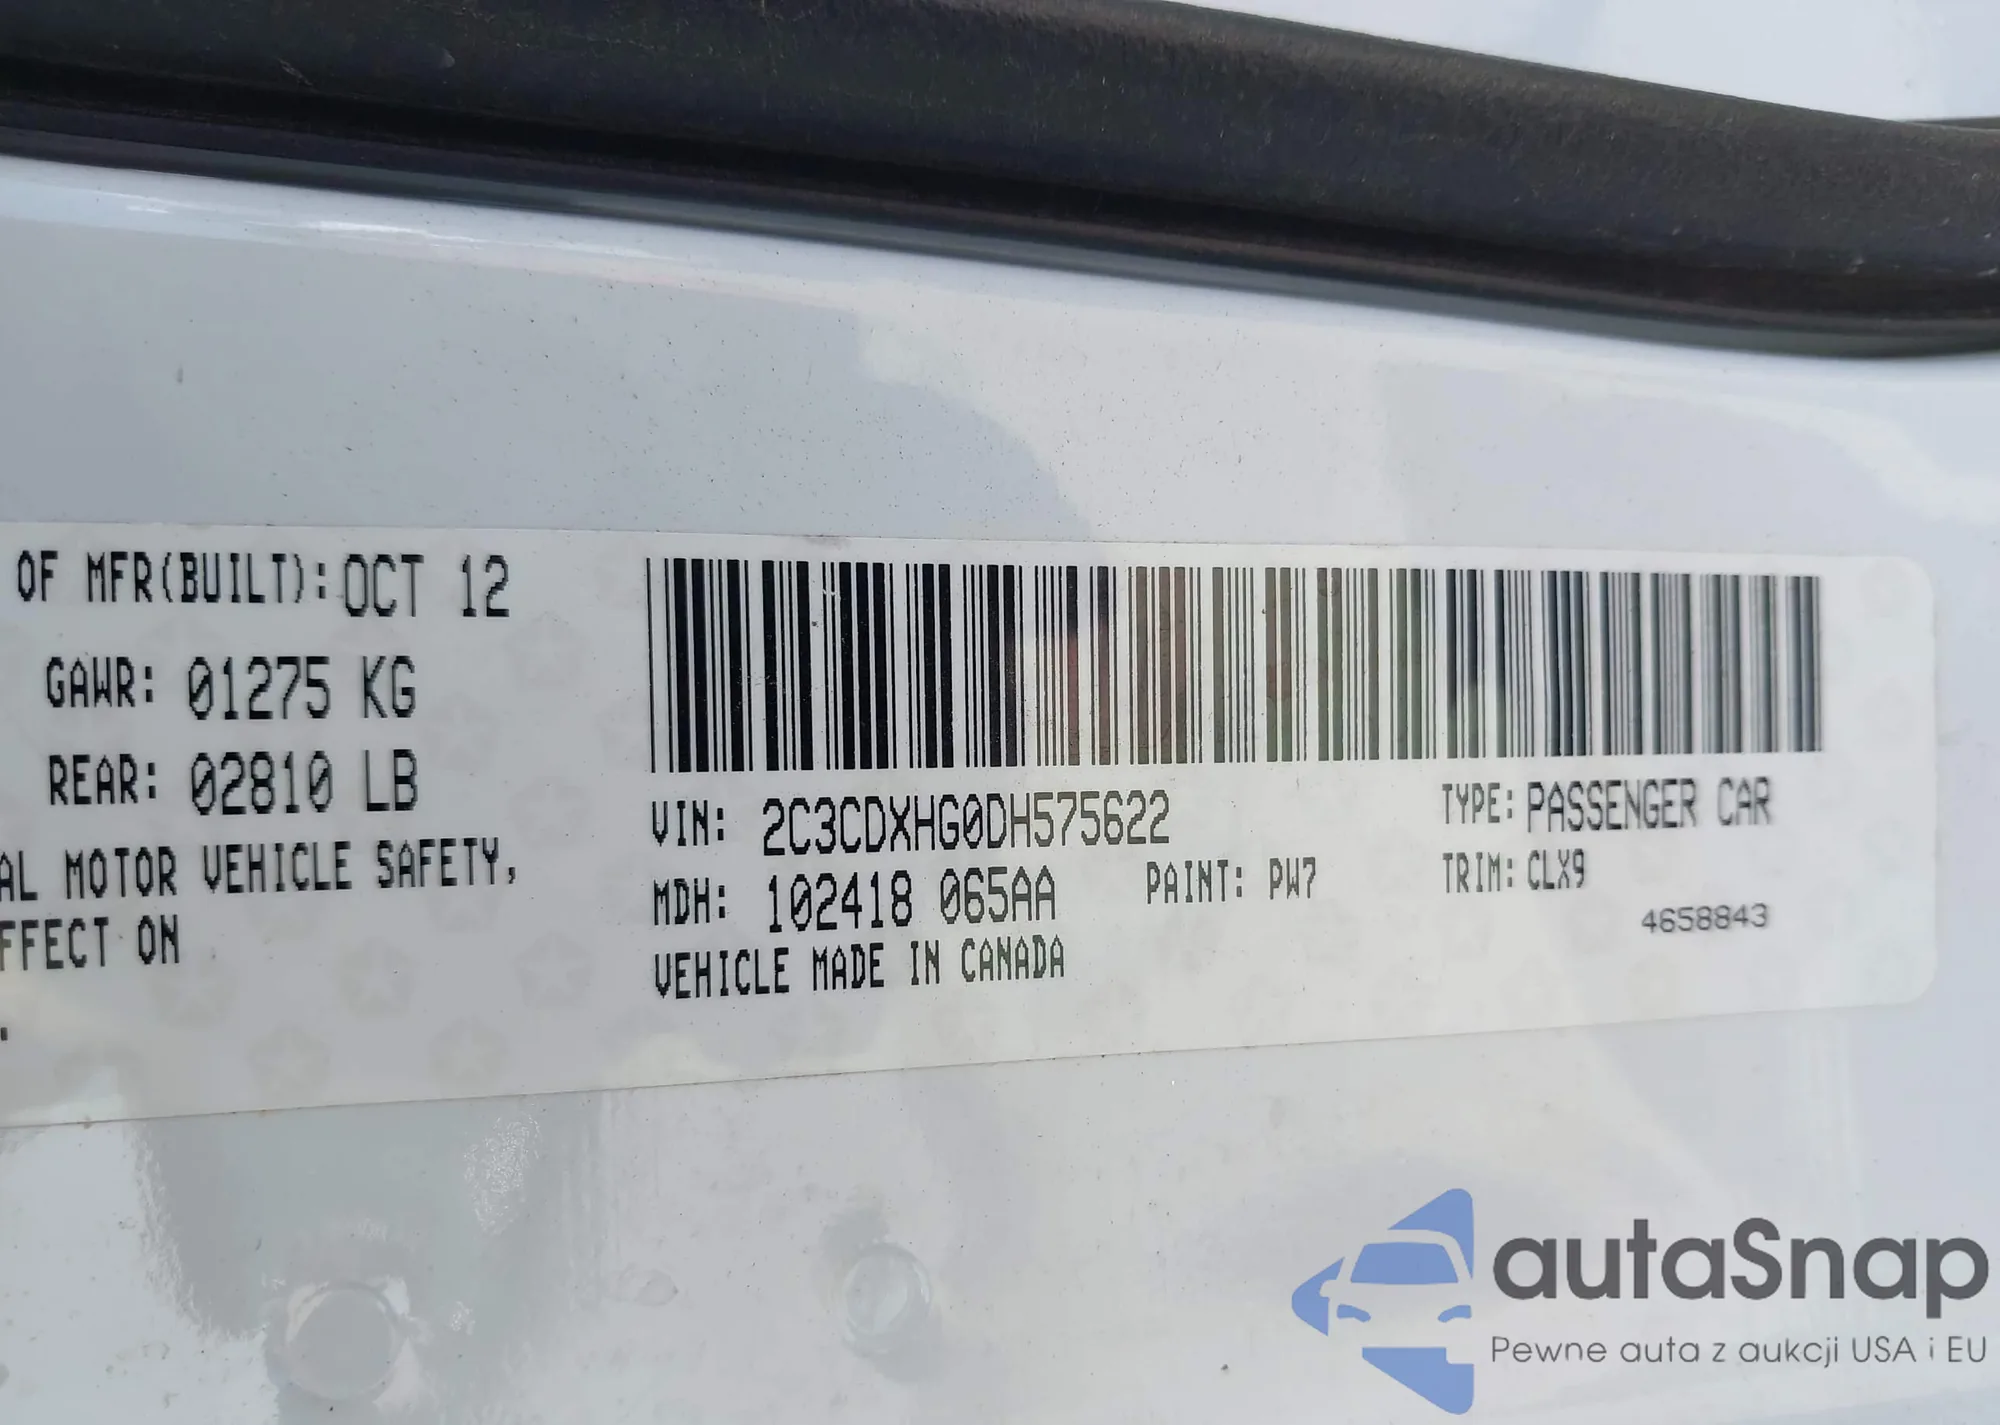 OF MFR(BUILT): OCT 12
GAWR: 01275 KG
REAR: 02810 LB
AL MOTOR VEHICLE SAFETY,
FFECT ON
.
VIN: 2C3CDXHG0DH575622
TYPE: PASSENGER CAR
MDH: 102418 065AA
PAINT: PW7
TRIM: CLX9
VEHICLE MADE IN CANADA
4658843
autaSnap
Pewne auta z aukcji USA i EU